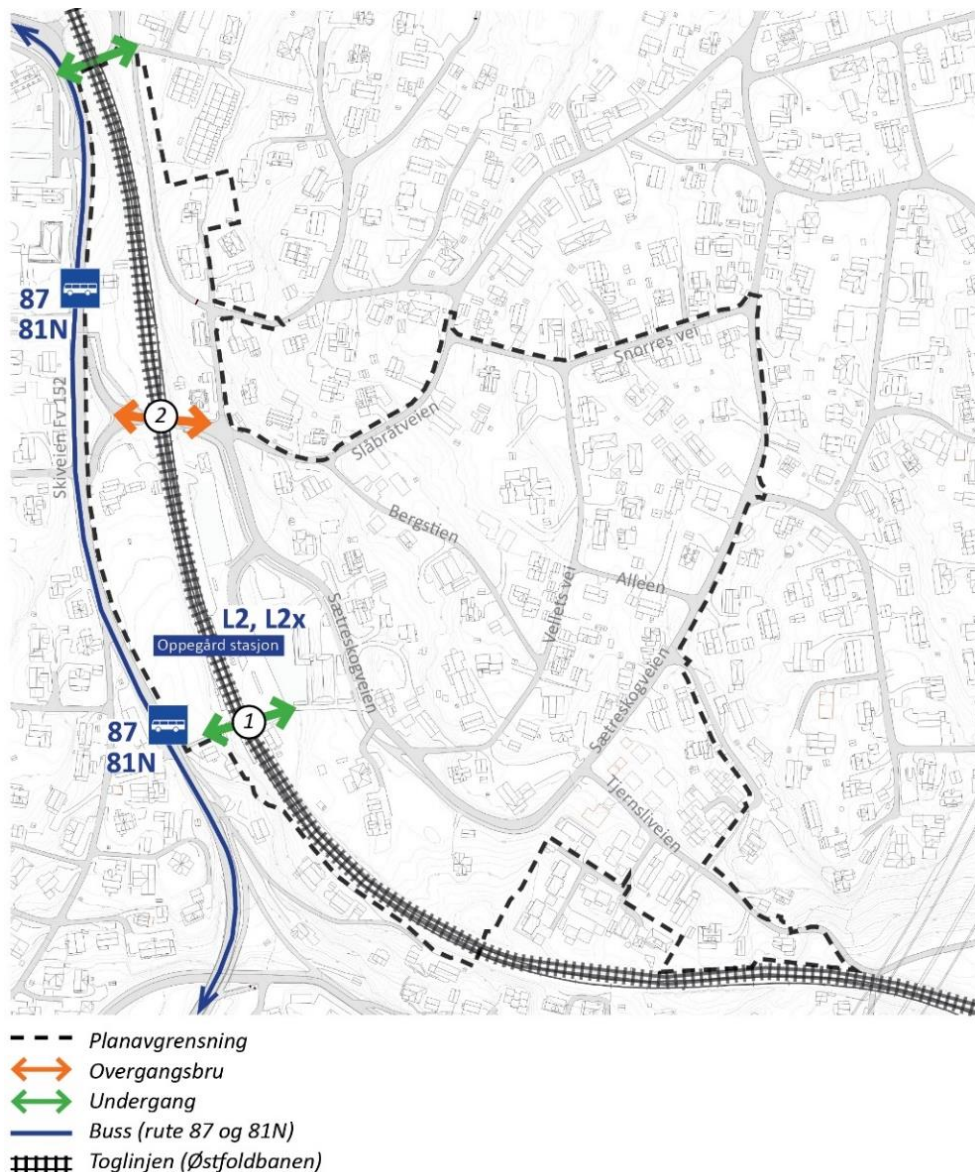 87
81N
Skiveien Fv 152
2
Snorres vei
Slåbråtveien
Bergstien
Alleen
Vellets vei
Sætreskogveien
L2, L2x
Oppegård stasjon
1
87
81N
Sætreskogveien
Tjernsliveien
Planavgrensning
Overgangsbru
Undergang
Buss (rute 87 og 81N)
Toglinjen (Østfoldbanen)